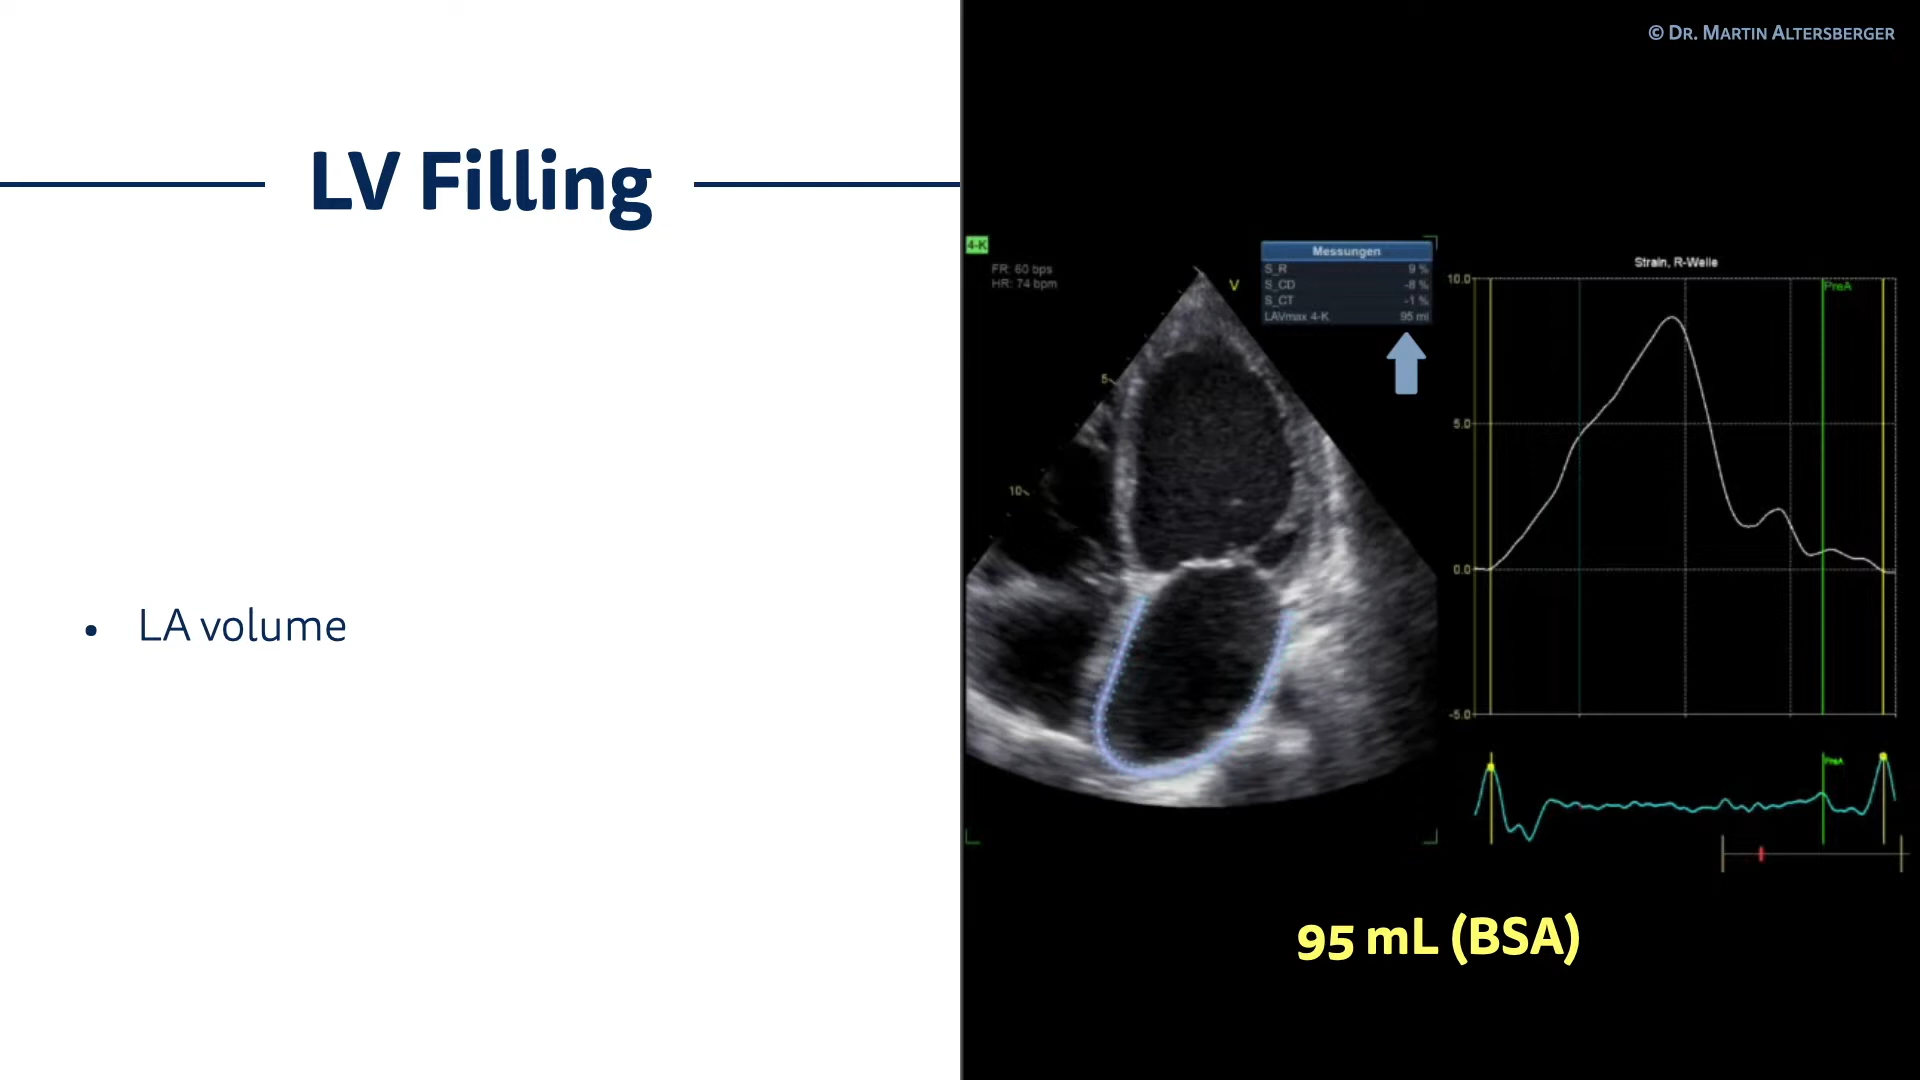 © Dr. Martin Altersberger
LV Filling
• LA volume
4-K
FR: 60 bps
HR: 74 bpm
V
5
10
Messungen
S_R 9 %
S_CD -8 %
S_CT -1 %
LAVmax 4-K 95 ml
Strain, R-Welle
10.0
5.0
0.0
-5.0
PreA
PreA
95 mL (BSA)